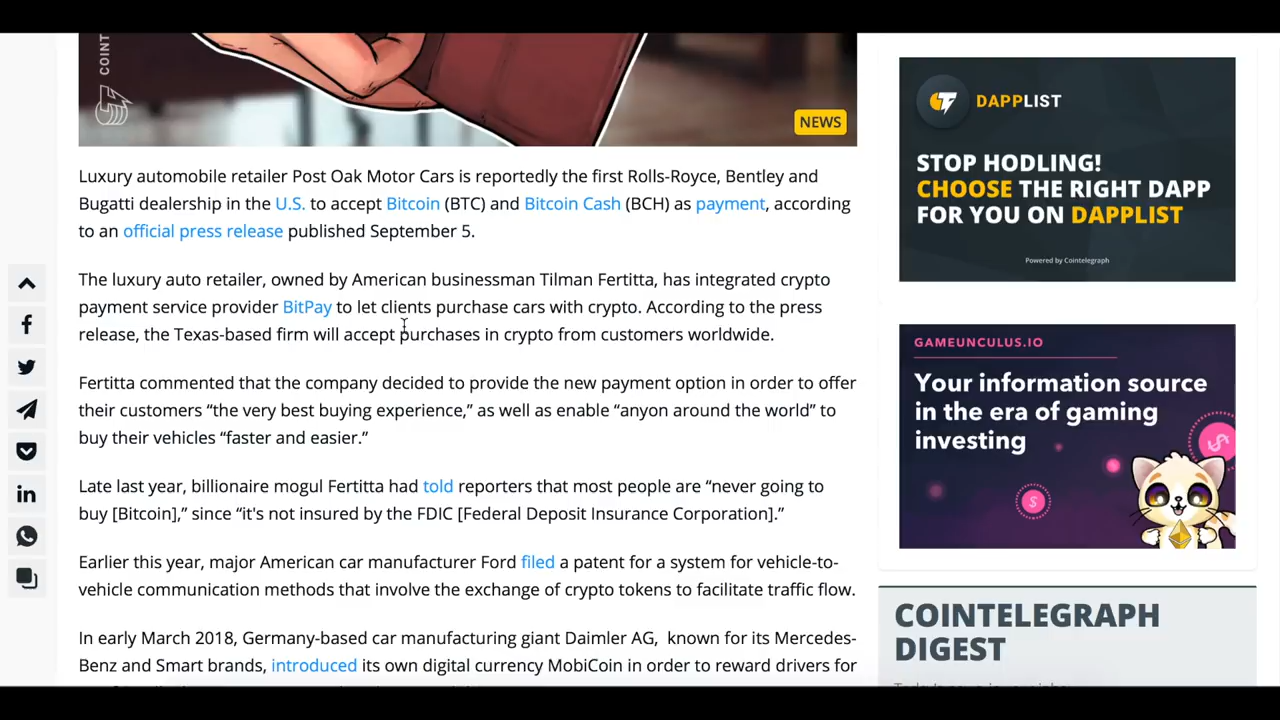 COINT
NEWS
Luxury automobile retailer Post Oak Motor Cars is reportedly the first Rolls-Royce, Bentley and
Bugatti dealership in the U.S. to accept Bitcoin (BTC) and Bitcoin Cash (BCH) as payment, according
to an official press release published September 5.
The luxury auto retailer, owned by American businessman Tilman Fertitta, has integrated crypto
payment service provider BitPay to let clients purchase cars with crypto. According to the press
release, the Texas-based firm will accept purchases in crypto from customers worldwide.
Fertitta commented that the company decided to provide the new payment option in order to offer
their customers “the very best buying experience,” as well as enable “anyon around the world” to
buy their vehicles “faster and easier.”
Late last year, billionaire mogul Fertitta had told reporters that most people are “never going to
buy [Bitcoin],” since “it's not insured by the FDIC [Federal Deposit Insurance Corporation].”
Earlier this year, major American car manufacturer Ford filed a patent for a system for vehicle-to-
vehicle communication methods that involve the exchange of crypto tokens to facilitate traffic flow.
In early March 2018, Germany-based car manufacturing giant Daimler AG, known for its Mercedes-
Benz and Smart brands, introduced its own digital currency MobiCoin in order to reward drivers for
DAPPLIST
STOP HODLING!
CHOOSE THE RIGHT DAPP
FOR YOU ON DAPPLIST
Powered by Cointelegraph
GAMEUNCULUS.IO
Your information source
in the era of gaming
investing
COINTELEGRAPH
DIGEST